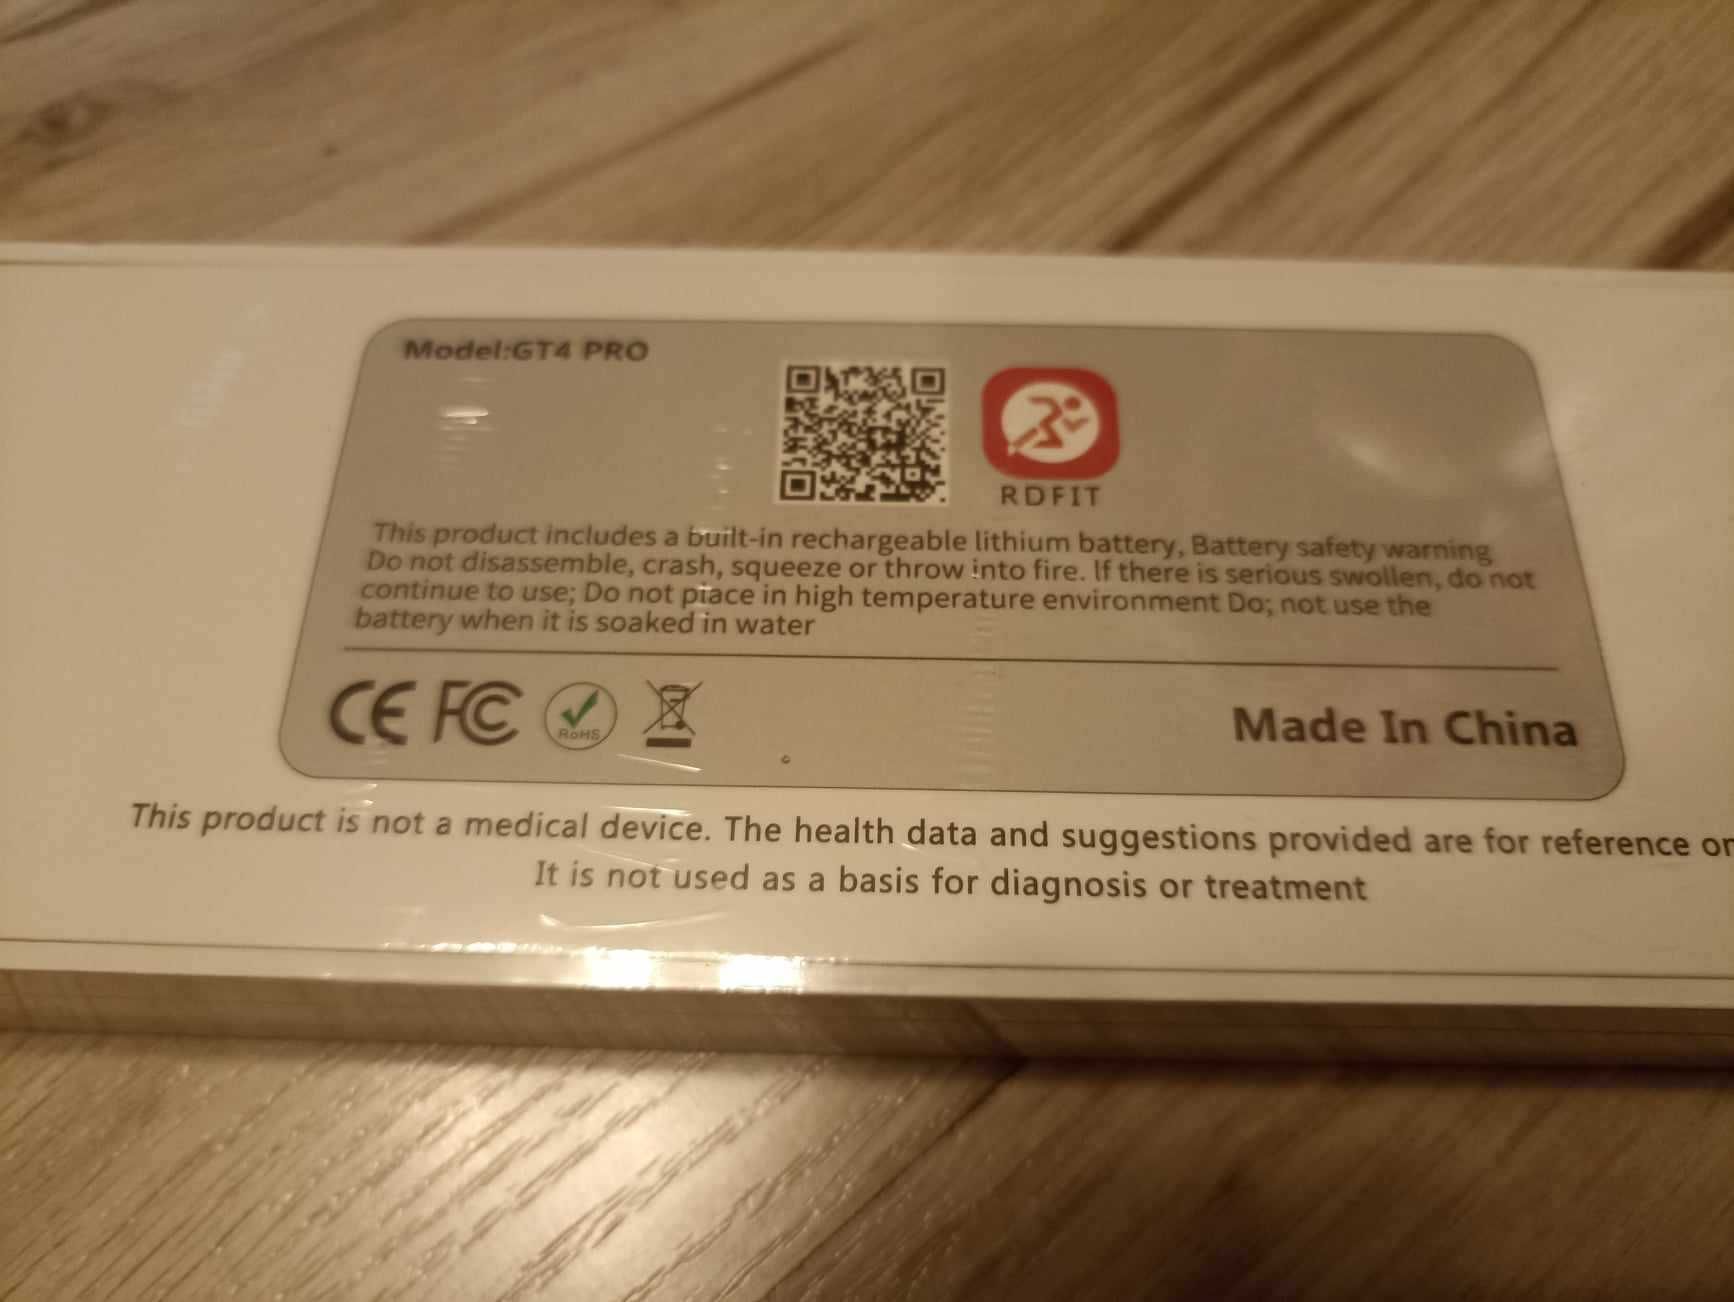 Model:GT4 PRO
RDFIT
This product includes a built-in rechargeable lithium battery, Battery safety warning
Do not disassemble, crash, squeeze or throw into fire. If there is serious swollen, do not
continue to use; Do not place in high temperature environment Do; not use the
battery when it is soaked in water
CE FC RoHS
Made In China
This product is not a medical device. The health data and suggestions provided are for reference
It is not used as a basis for diagnosis or treatment